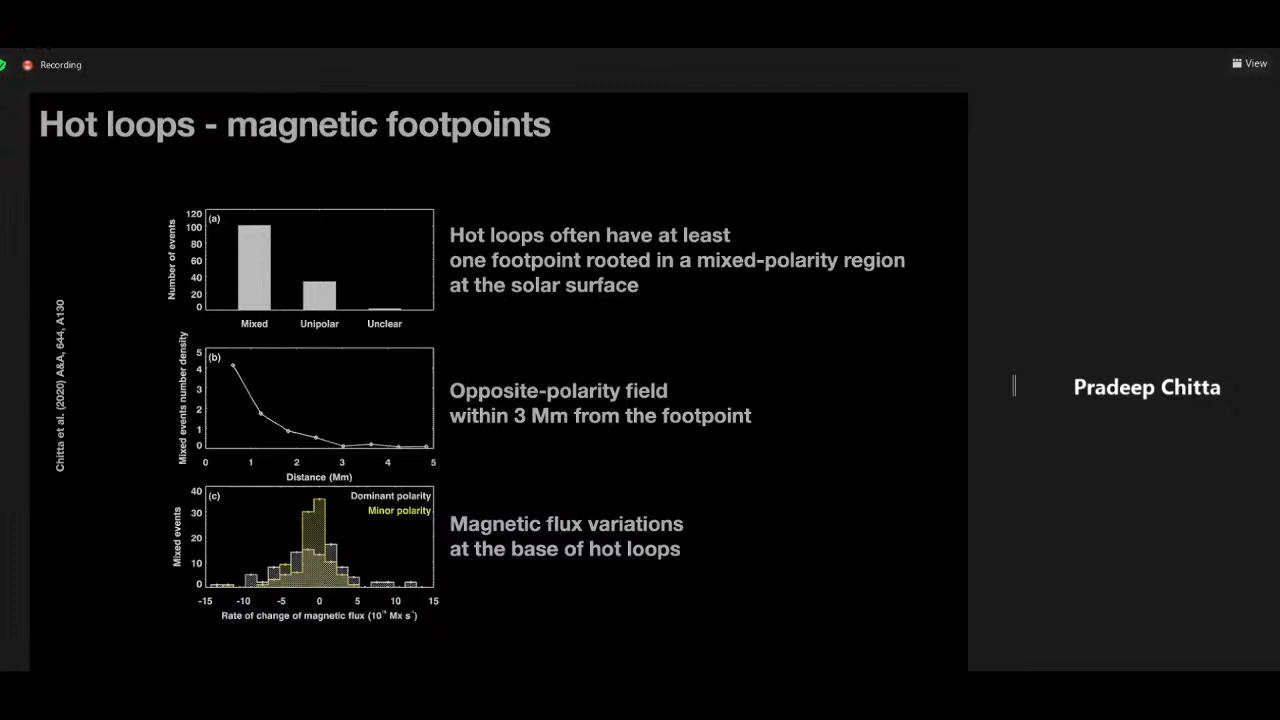 Recording
View
Hot loops - magnetic footpoints
Chitta et al. (2020) A&A, 644, A130
Number of events
120
100
80
60
40
20
0
(a)
Mixed
Unipolar
Unclear
Hot loops often have at least
one footpoint rooted in a mixed-polarity region
at the solar surface
Mixed events number density
5
4
3
2
1
0
(b)
0 1 2 3 4 5
Distance (Mm)
Opposite-polarity field
within 3 Mm from the footpoint
Mixed events
40
30
20
10
0
(c)
Dominant polarity
Minor polarity
-15 -10 -5 0 5 10 15
Rate of change of magnetic flux
Magnetic flux variations
at the base of hot loops
Pradeep Chitta